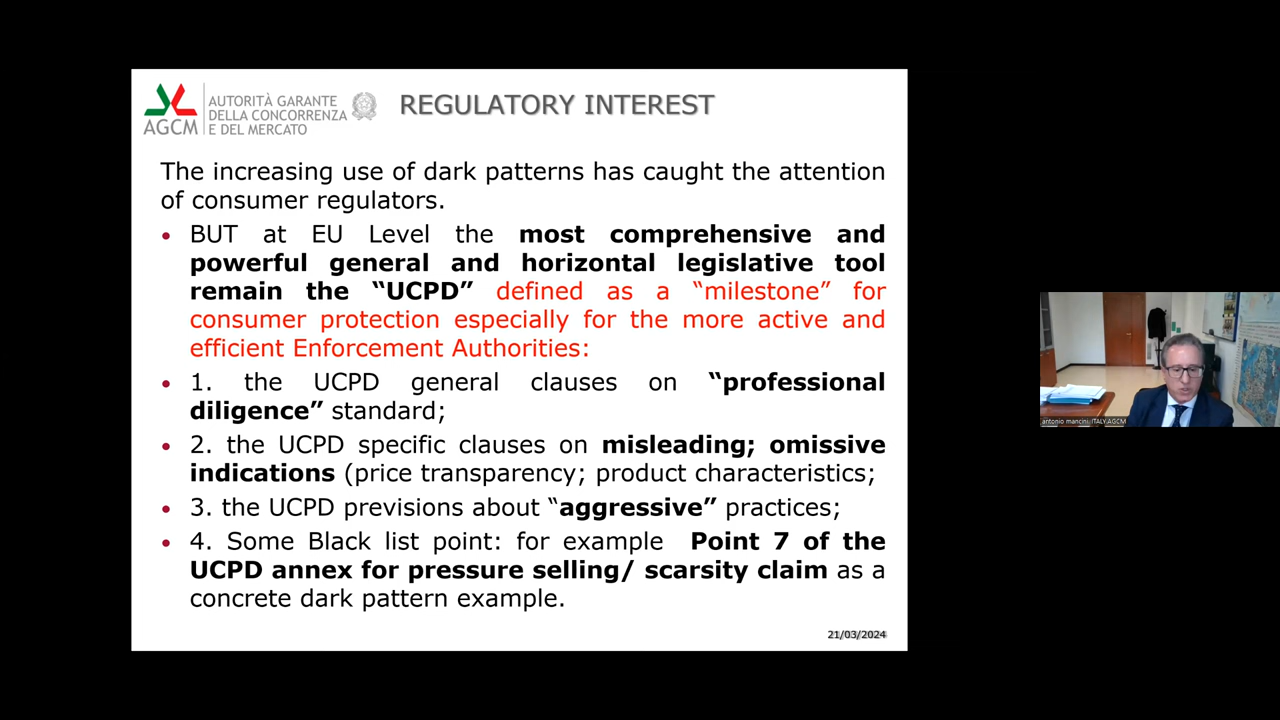 AUTORITÀ GARANTE
DELLA CONCORRENZA
E DEL MERCATO
AGCM
REGULATORY INTEREST
The increasing use of dark patterns has caught the attention
of consumer regulators.
• BUT at EU Level the most comprehensive and
powerful general and horizontal legislative tool
remain the “UCPD” defined as a “milestone” for
consumer protection especially for the more active and
efficient Enforcement Authorities:
• 1. the UCPD general clauses on “professional
diligence” standard;
• 2. the UCPD specific clauses on misleading; omissive
indications (price transparency; product characteristics;
• 3. the UCPD previsions about “aggressive” practices;
• 4. Some Black list point: for example Point 7 of the
UCPD annex for pressure selling/ scarsity claim as a
concrete dark pattern example.
21/03/2024
antonio mancini ITALY AGCM